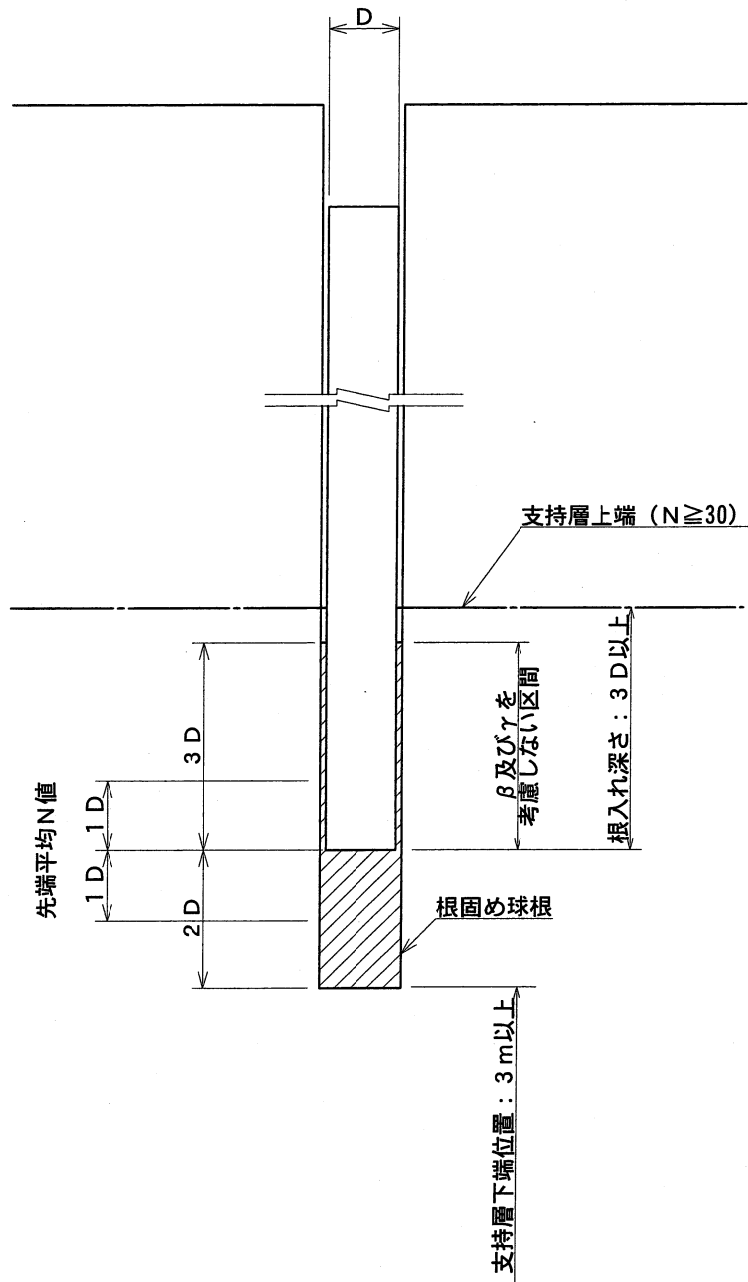 D
支持層上端（N≧30）
3D
1D
1D
2D
先端平均N値
β及びγを
考慮しない区間
根入れ深さ：3D以上
根固め球根
支持層下端位置：3m以上